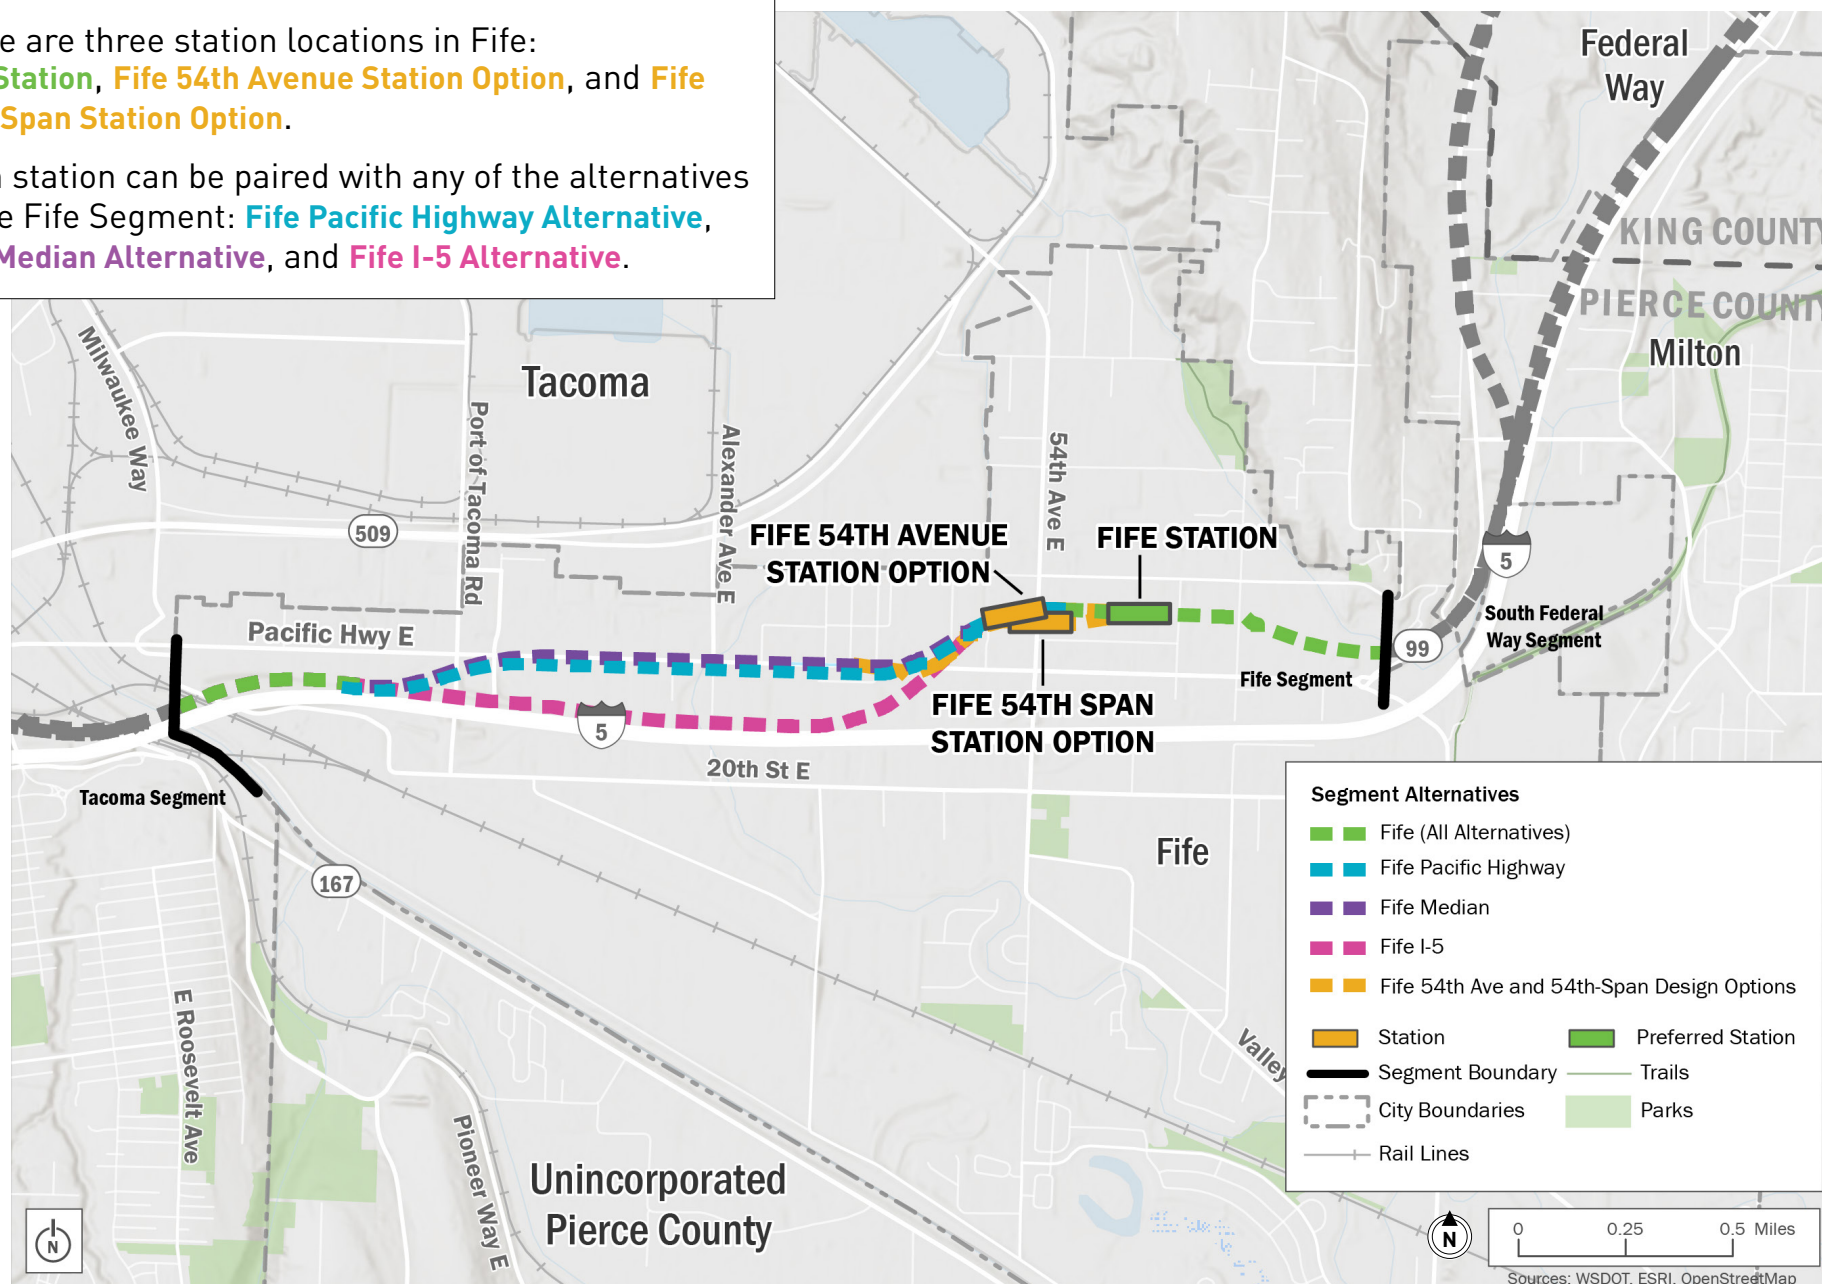 e are three station locations in Fife:
Station, Fife 54th Avenue Station Option, and Fife
Span Station Option.
station can be paired with any of the alternatives
e Fife Segment: Fife Pacific Highway Alternative,
Median Alternative, and Fife I-5 Alternative.
Federal
Way
KING COUNTY
PIERCE COUNTY
Milton
Tacoma
Milwaukee Way
Port of Tacoma Rd
Alexander Ave E
54th Ave E
509
FIFE 54TH AVENUE
STATION OPTION
FIFE STATION
5
South Federal
Way Segment
99
Fife Segment
Pacific Hwy E
FIFE 54TH SPAN
STATION OPTION
5
20th St E
Tacoma Segment
Fife
167
E Roosevelt Ave
Pioneer Way E
Valley
Unincorporated
Pierce County
Segment Alternatives
Fife (All Alternatives)
Fife Pacific Highway
Fife Median
Fife I-5
Fife 54th Ave and 54th-Span Design Options
Station
Preferred Station
Segment Boundary
Trails
City Boundaries
Parks
Rail Lines
N
N
0 0.25 0.5 Miles
Sources: WSDOT, ESRI, OpenStreetMap